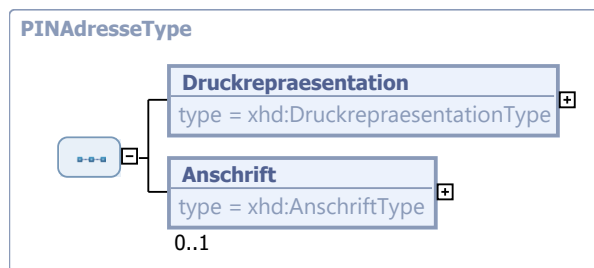 PINAdresseType
Druckrepraesentation
type = xhd:DruckrepraesentationType
Anschrift
type = xhd:AnschriftType
0..1